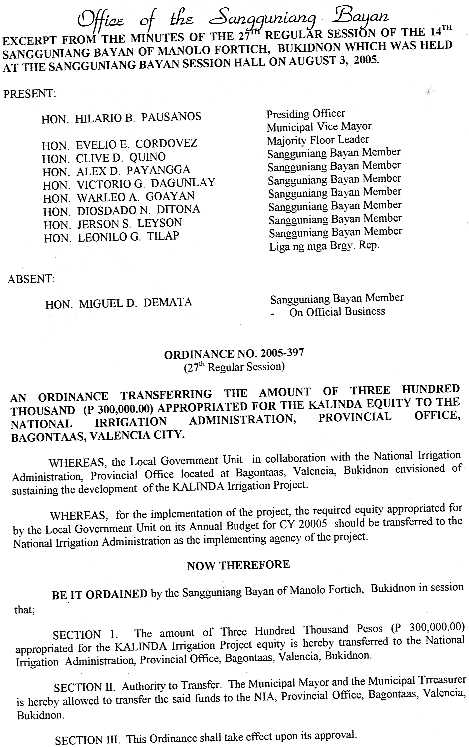 Office of the Sangguniang Bayan
EXCERPT FROM THE MINUTES OF THE 27TH REGULAR SESSION OF THE 14TH
SANGGUNIANG BAYAN OF MANOLO FORTICH, BUKIDNON WHICH WAS HELD
AT THE SANGGUNIANG BAYAN SESSION HALL ON AUGUST 3, 2005.
PRESENT:
HON. HILARIO B. PAUSANOS Presiding Officer
Municipal Vice Mayor
HON. EVELIO E. CORDOVEZ Majority Floor Leader
HON. CLIVE D. QUINO Sangguniang Bayan Member
HON. ALEX D. PAYANGGA Sangguniang Bayan Member
HON. VICTORIO G. DAGUNLAY Sangguniang Bayan Member
HON. WARLEO A. GOAYAN Sangguniang Bayan Member
HON. DIOSDADO N. DITONA Sangguniang Bayan Member
HON. JERSON S. LEYSON Sangguniang Bayan Member
HON. LEONILO G. TILAP Sangguniang Bayan Member
Liga ng mga Brgy. Rep.
ABSENT:
HON. MIGUEL D. DEMATA Sangguniang Bayan Member
- On Official Business
ORDINANCE NO. 2005-397
(27th Regular Session)
AN ORDINANCE TRANSFERRING THE AMOUNT OF THREE HUNDRED
THOUSAND (P 300,000.00) APPROPRIATED FOR THE KALINDA EQUITY TO THE
NATIONAL IRRIGATION ADMINISTRATION, PROVINCIAL OFFICE,
BAGONTAAS, VALENCIA CITY.
WHEREAS, the Local Government Unit in collaboration with the National Irrigation
Administration, Provincial Office located at Bagontaas, Valencia, Bukidnon envisioned of
sustaining the development of the KALINDA Irrigation Project.
WHEREAS, for the implementation of the project, the required equity appropriated for
by the Local Government Unit on its Annual Budget for CY 20005 should be transferred to the
National Irrigation Administration as the implementing agency of the project.
NOW THEREFORE
BE IT ORDAINED by the Sangguniang Bayan of Manolo Fortich, Bukidnon in session
that;
SECTION I. The amount of Three Hundred Thousand Pesos (P 300,000.00)
appropriated for the KALINDA Irrigation Project equity is hereby transferred to the National
Irrigation Administration, Provincial Office, Bagontaas, Valencia, Bukidnon.
SECTION II. Authority to Transfer. The Municipal Mayor and the Municipal Trreasurer
is hereby allowed to transfer the said funds to the NIA, Provincial Office, Bagontaas, Valencia,
Bukidnon.
SECTION III. This Ordinance shall take effect upon its approval.